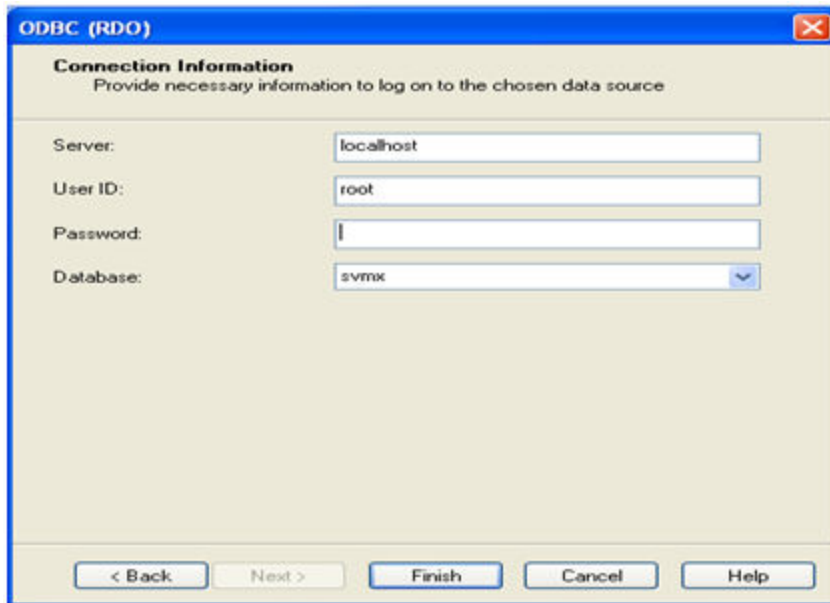 ODBC (RDO)
Connection Information
Provide necessary information to log on to the chosen data source
Server: localhost
User ID: root
Password:
Database: svmx
< Back Next > Finish Cancel Help